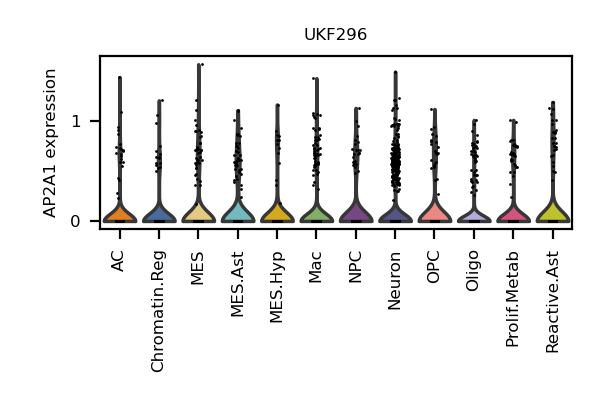 UKF296
AP2A1 expression
1
0
AC
Chromatin.Reg
MES
MES.Ast
MES.Hyp
Mac
NPC
Neuron
OPC
Oligo
Prolif.Metab
Reactive.Ast